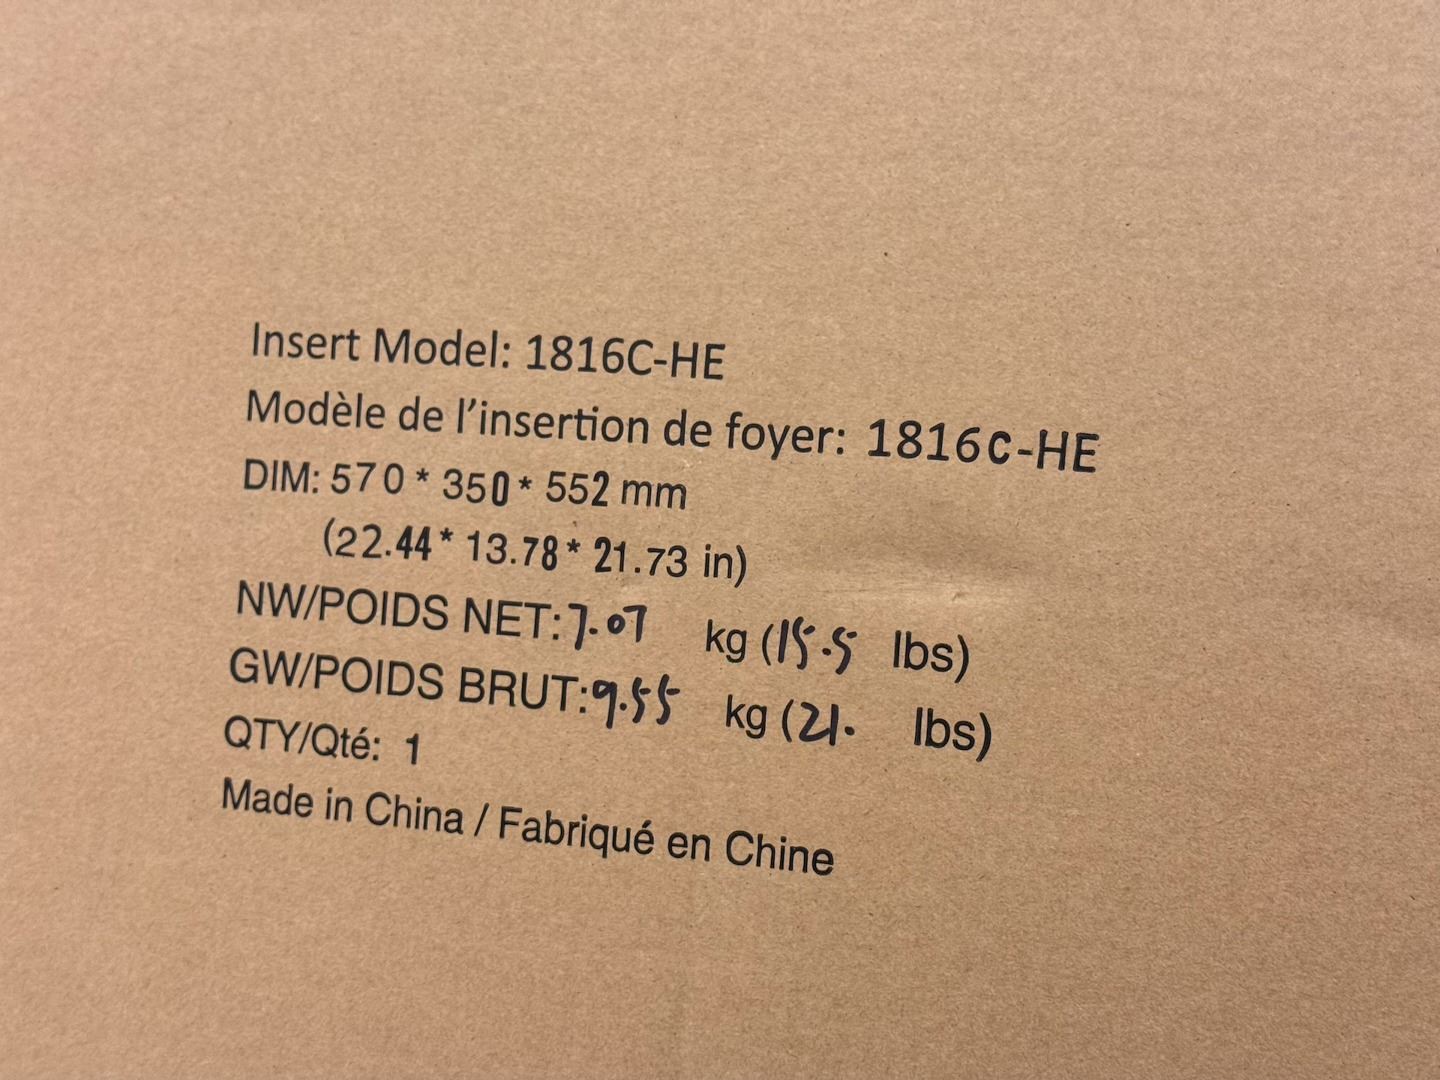 Insert Model: 1816C-HE
Modèle de l'insertion de foyer: 1816C-HE
DIM: 570 * 350 * 552 mm
(22.44 * 13.78 * 21.73 in)
NW/POIDS NET: 7.07 kg (15.5 lbs)
GW/POIDS BRUT: 9.55 kg (21. lbs)
QTY/Qté: 1
Made in China / Fabriqué en Chine